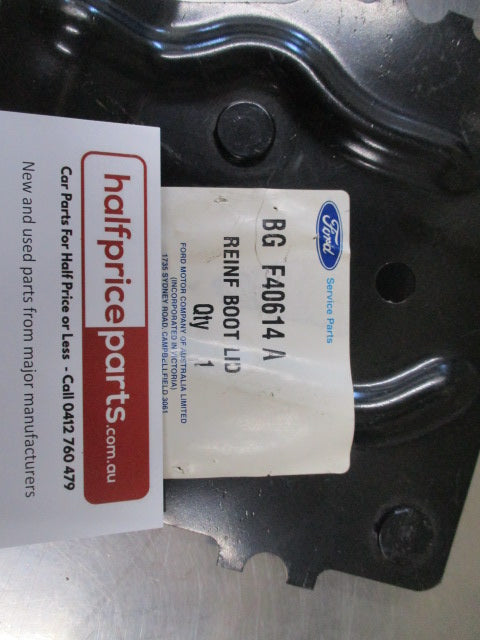 Ford Service Parts
BG F40614 A
REINF BOOT LID
Qty 1
FORD MOTOR COMPANY OF AUSTRALIA LIMITED
(INCORPORATED IN VICTORIA)
1735 SYDNEY ROAD, CAMPBELLFIELD 3061
halfpriceparts.com.au
Car Parts For Half Price or Less - Call 0412 760 479
New and used parts from major manufacturers